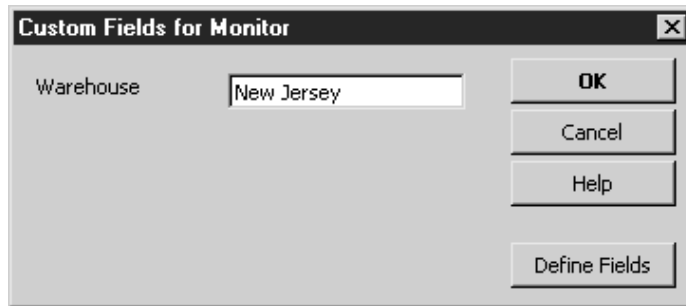 Custom Fields for Monitor
Warehouse
New Jersey
OK
Cancel
Help
Define Fields